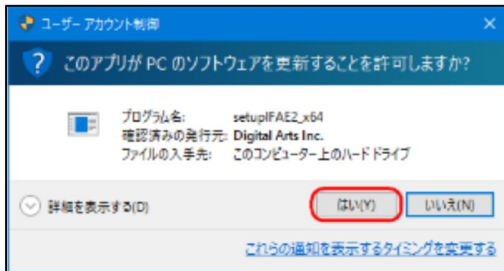 ユーザー アカウント制御
このアプリが PC のソフトウェアを更新することを許可しますか?
プログラム名: setupIFAE2_x64
確認済みの発行元: Digital Arts Inc.
ファイルの入手先: このコンピューター上のハード ドライブ
詳細を表示する(D)
はい(Y) いいえ(N)
これらの通知を表示するタイミングを変更する